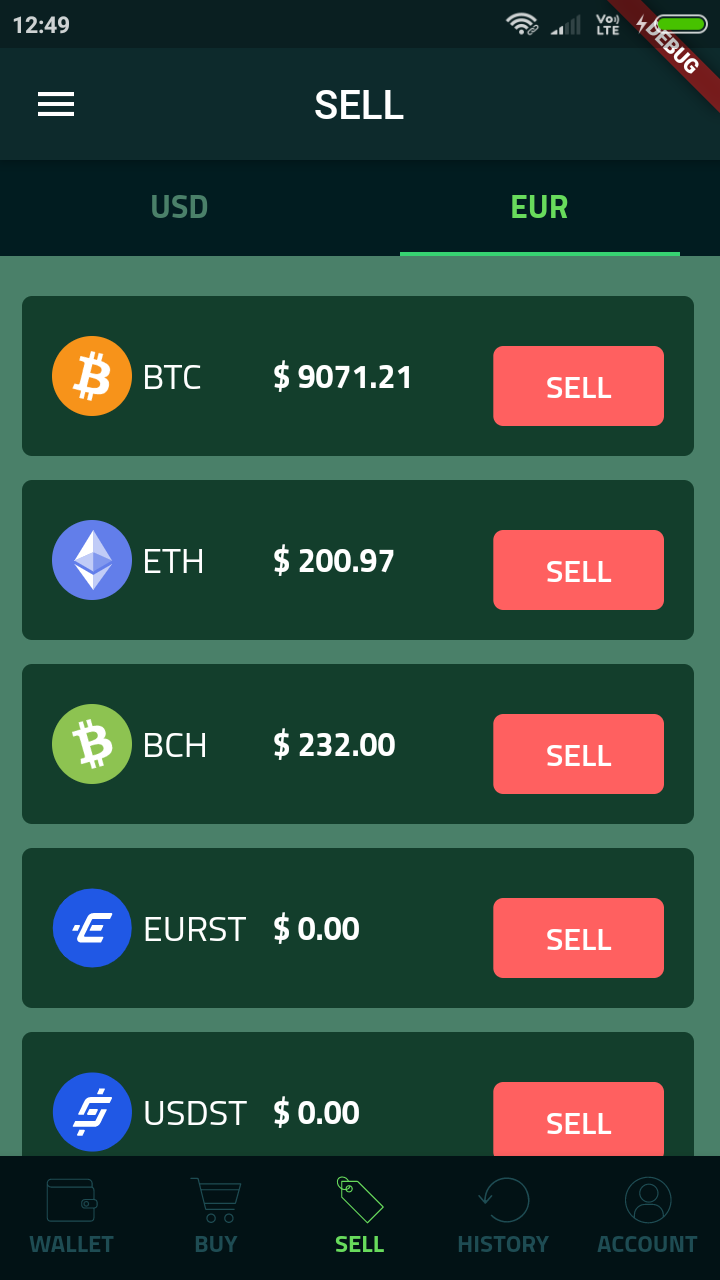 12:49
Vo) LTE
DEBUG
SELL
USD EUR
BTC $ 9071.21 SELL
ETH $ 200.97 SELL
BCH $ 232.00 SELL
EURST $ 0.00 SELL
USDST $ 0.00 SELL
WALLET BUY SELL HISTORY ACCOUNT